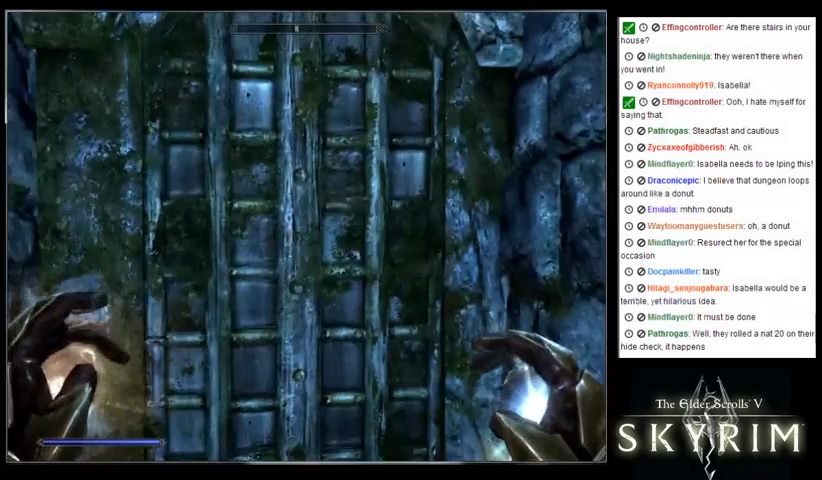 Effingcontroller: Are there stairs in your
house?
Nightshadeninja: they weren't there when
you went in!
Ryanconnolly919: Isabella!
Effingcontroller: Ooh, I hate myself for
saying that.
Pathrogas: Steadfast and cautious
Zycxaxeofgibberish: Ah. ok
Mindflayer0: Isabella needs to be lping this!
Draconicepic: I believe that dungeon loops
around like a donut.
Emilala: mhhm donuts
Waytoomanyguestusers: oh, a donut
Mindflayer0: Resurect her for the special
occasion
Docpainkiller: tasty
Hitagi_senjougahara: Isabella would be a
terrible, yet hilarious idea.
Mindflayer0: It must be done
Pathrogas: Well, they rolled a nat 20 on their
hide check, it happens
The Elder Scrolls V
SKYRIM